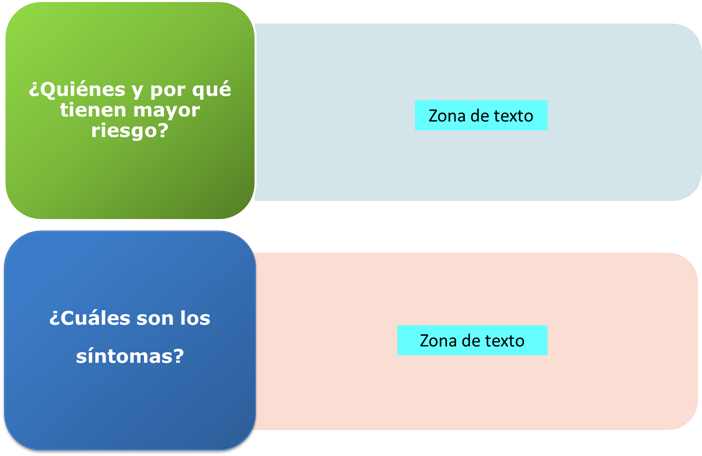 ¿Quiénes y por qué
tienen mayor
riesgo?
Zona de texto
¿Cuáles son los
síntomas?
Zona de texto